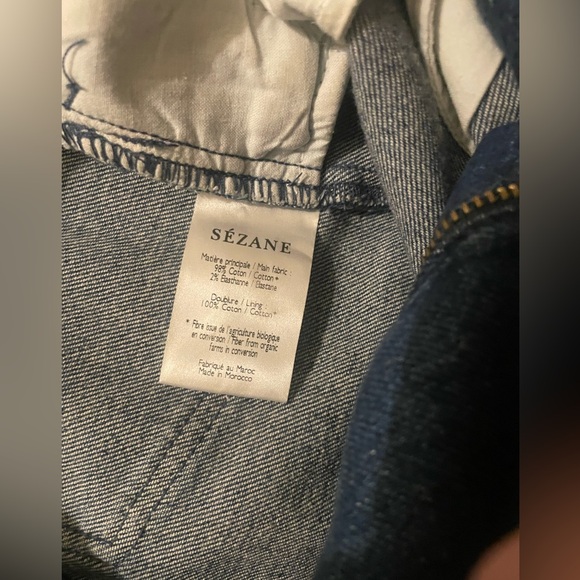 SÉZANE
Matière principale / Main fabric :
98% Coton / Cotton*
2% Élasthanne / Elastane
Doublure / Lining :
100% Coton / Cotton*
* Fibre issue de l'agriculture biologique
en conversion / Fiber from organic
farms in conversion
Fabriqué au Maroc
Made in Morocco